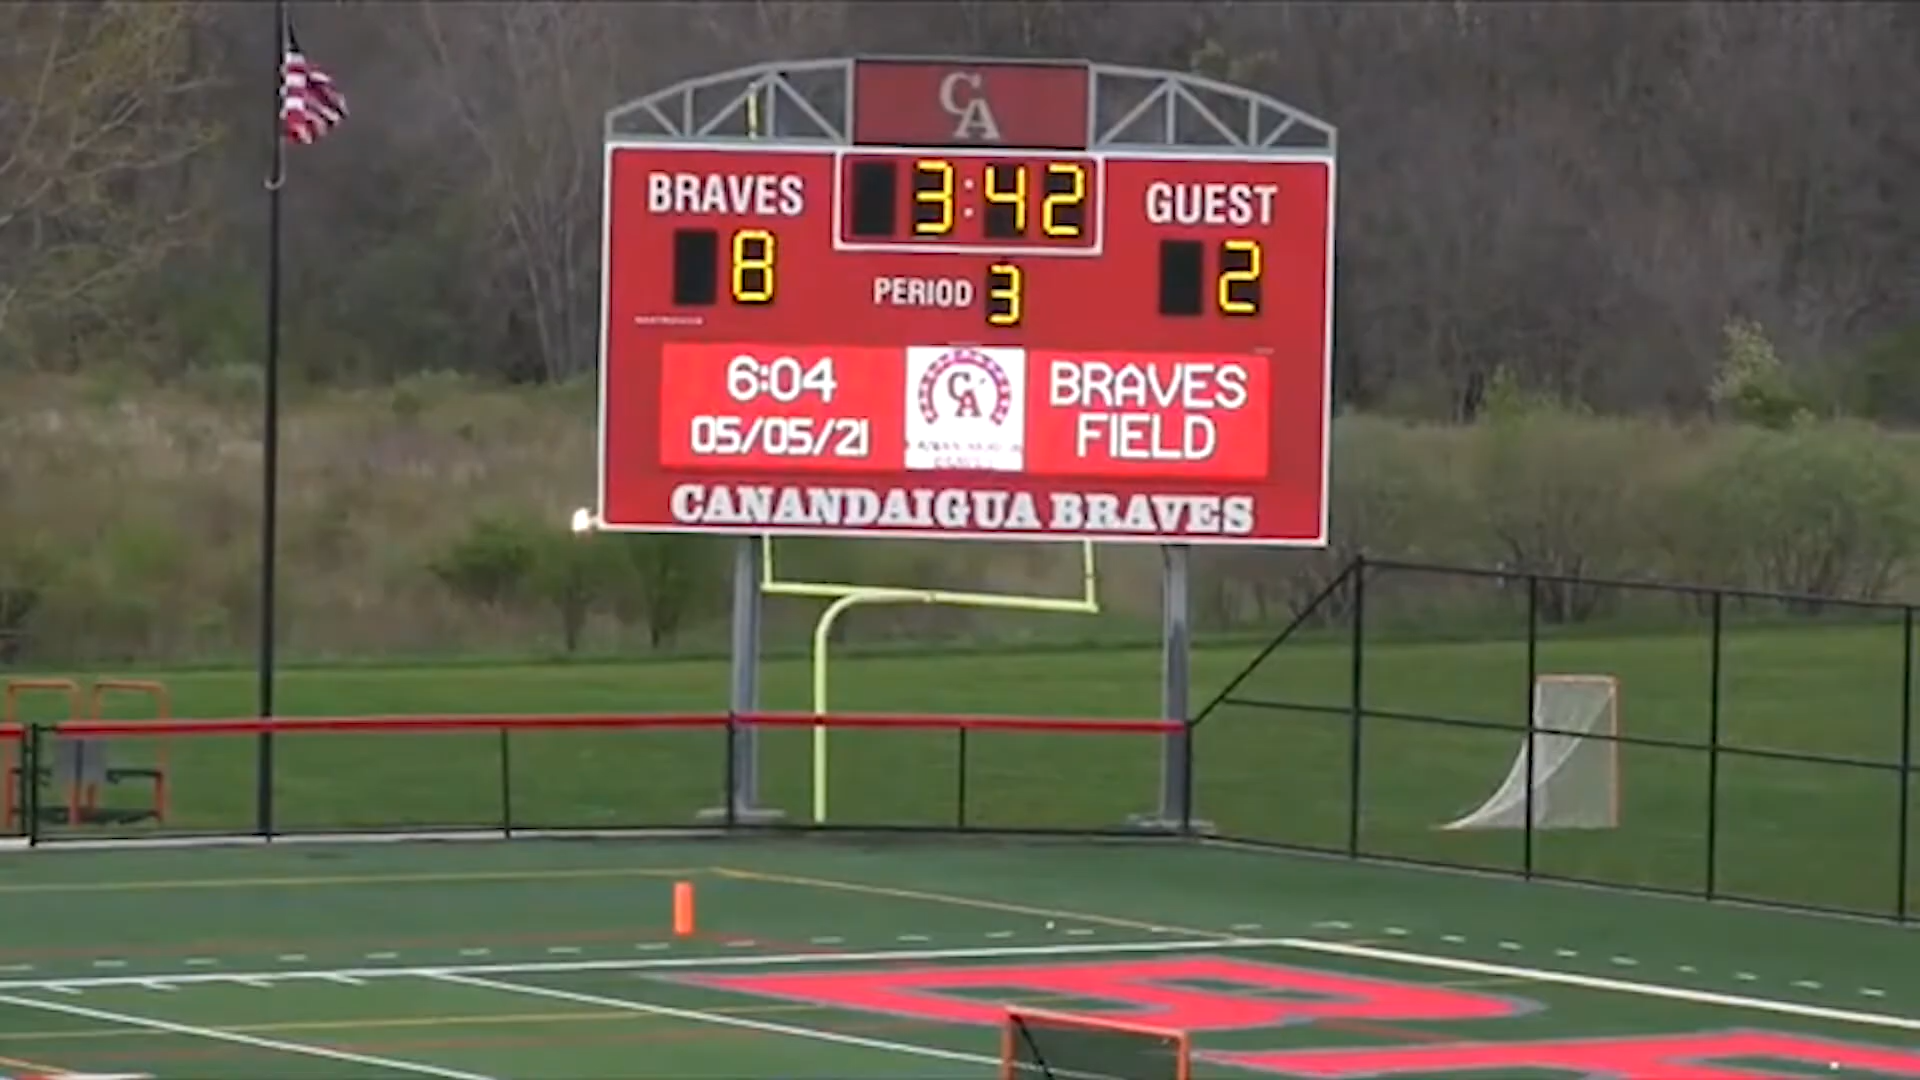 CA
BRAVES
3:42
GUEST
8
PERIOD 3
2
6:04
05/05/21
CA
BRAVES
FIELD
CANANDAIGUA BRAVES